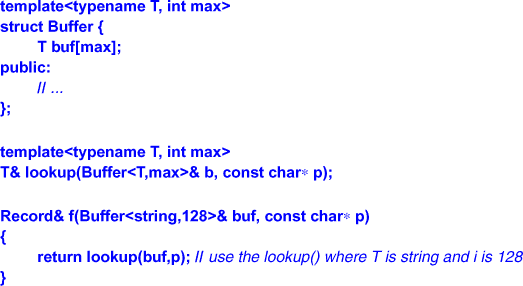 template<typename T, int max>
struct Buffer {
T buf[max];
public:
// ...
};
template<typename T, int max>
T& lookup(Buffer<T,max>& b, const char* p);
Record& f(Buffer<string,128>& buf, const char* p)
{
return lookup(buf,p); // use the lookup() where T is string and i is 128
}